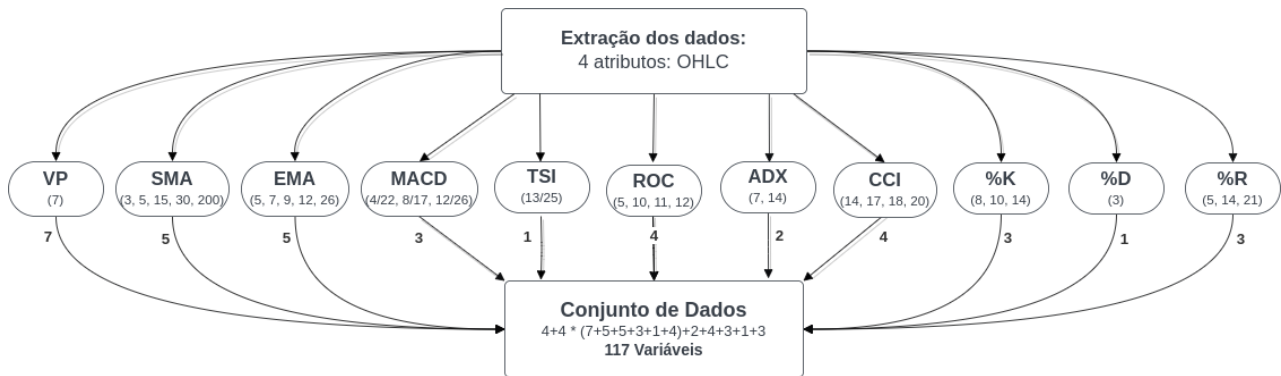 Extração dos dados:
4 atributos: OHLC
VP
(7)
SMA
(3, 5, 15, 30, 200)
EMA
(5, 7, 9, 12, 26)
MACD
(4/22, 8/17, 12/26)
TSI
(13/25)
ROC
(5, 10, 11, 12)
ADX
(7, 14)
CCI
(14, 17, 18, 20)
%K
(8, 10, 14)
%D
(3)
%R
(5, 14, 21)
7
5
5
3
1
4
2
4
3
1
3
Conjunto de Dados
4+4 * (7+5+5+3+1+4)+2+4+3+1+3
117 Variáveis